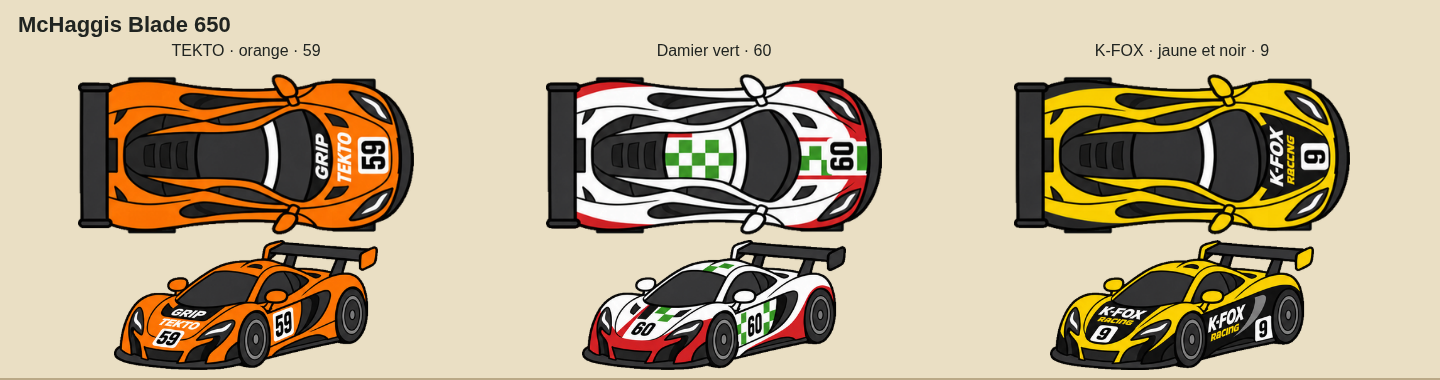 McHaggis Blade 650
TEKTO · orange · 59
Damier vert · 60
K-FOX · jaune et noir · 9
GRIP
TEKTO
59
60
K-FOX
RACCNG
9
GRIP
TEKTO
59
59
60
60
K-FOX
RACING
9
K-FOX
RACING
9